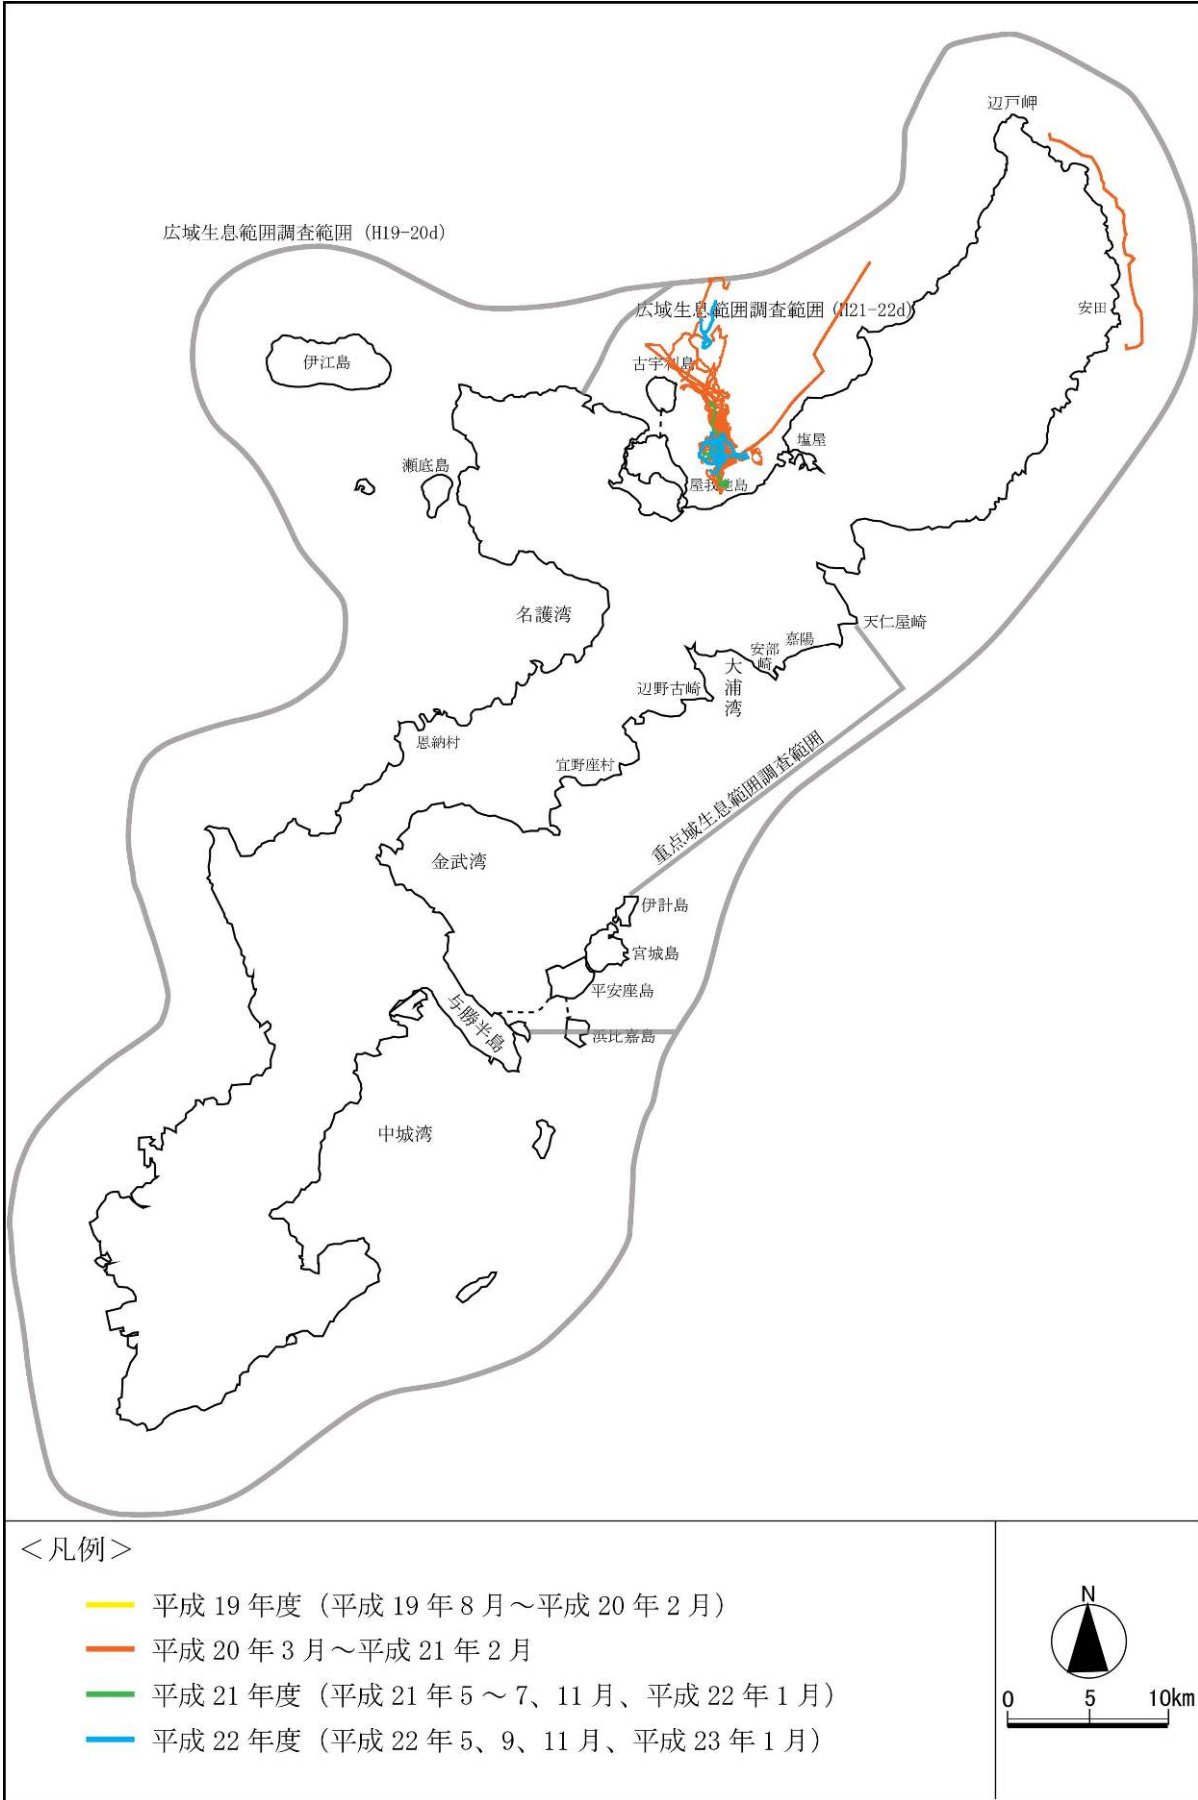 辺戸岬
広域生息範囲調査範囲 (H19-20d)
広域生息範囲調査範囲 (H21-22d)
安田
伊江島
古宇利島
瀬底島
塩屋
屋我地島
名護湾
天仁屋崎
嘉陽
安部
崎
大浦湾
辺野古崎
恩納村
宜野座村
重点域生息範囲調査範囲
金武湾
伊計島
宮城島
平安座島
与勝半島
浜比嘉島
中城湾
<凡例>
平成 19 年度（平成 19 年 8 月～平成 20 年 2 月）
平成 20 年 3 月～平成 21 年 2 月
平成 21 年度（平成 21 年 5 ～ 7、11 月、平成 22 年 1 月）
平成 22 年度（平成 22 年 5、9、11 月、平成 23 年 1 月）
N
0 5 10km